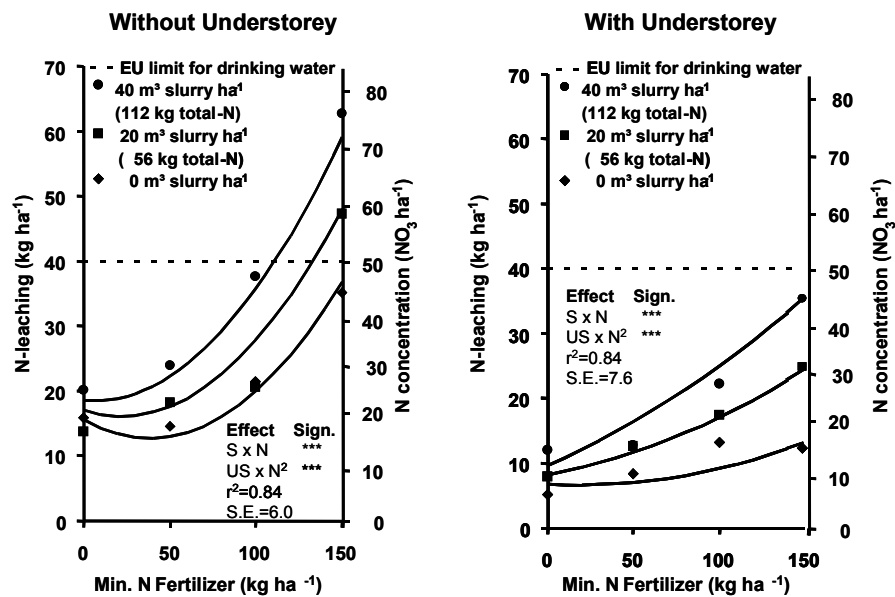 Without Understorey
70
60
50
40
30
20
10
0
N-leaching (kg ha-1)
EU limit for drinking water
40 m³ slurry ha¹
(112 kg total-N)
20 m³ slurry ha¹
( 56 kg total-N)
0 m³ slurry ha¹
80
70
60
50
40
30
20
10
0
N concentration (NO3 ha-1)
Effect Sign.
S x N ***
US x N² ***
r²=0.84
S.E.=6.0
0 50 100 150
Min. N Fertilizer (kg ha -1)
With Understorey
70
60
50
40
30
20
10
0
N-leaching (kg ha-1)
EU limit for drinking water
40 m³ slurry ha¹
(112 kg total-N)
20 m³ slurry ha¹
( 56 kg total-N)
0 m³ slurry ha¹
80
70
60
50
40
30
20
10
0
N concentration (NO3 ha-1)
Effect Sign.
S x N ***
US x N² ***
r²=0.84
S.E.=7.6
0 50 100 150
Min. N Fertilizer (kg ha -1)